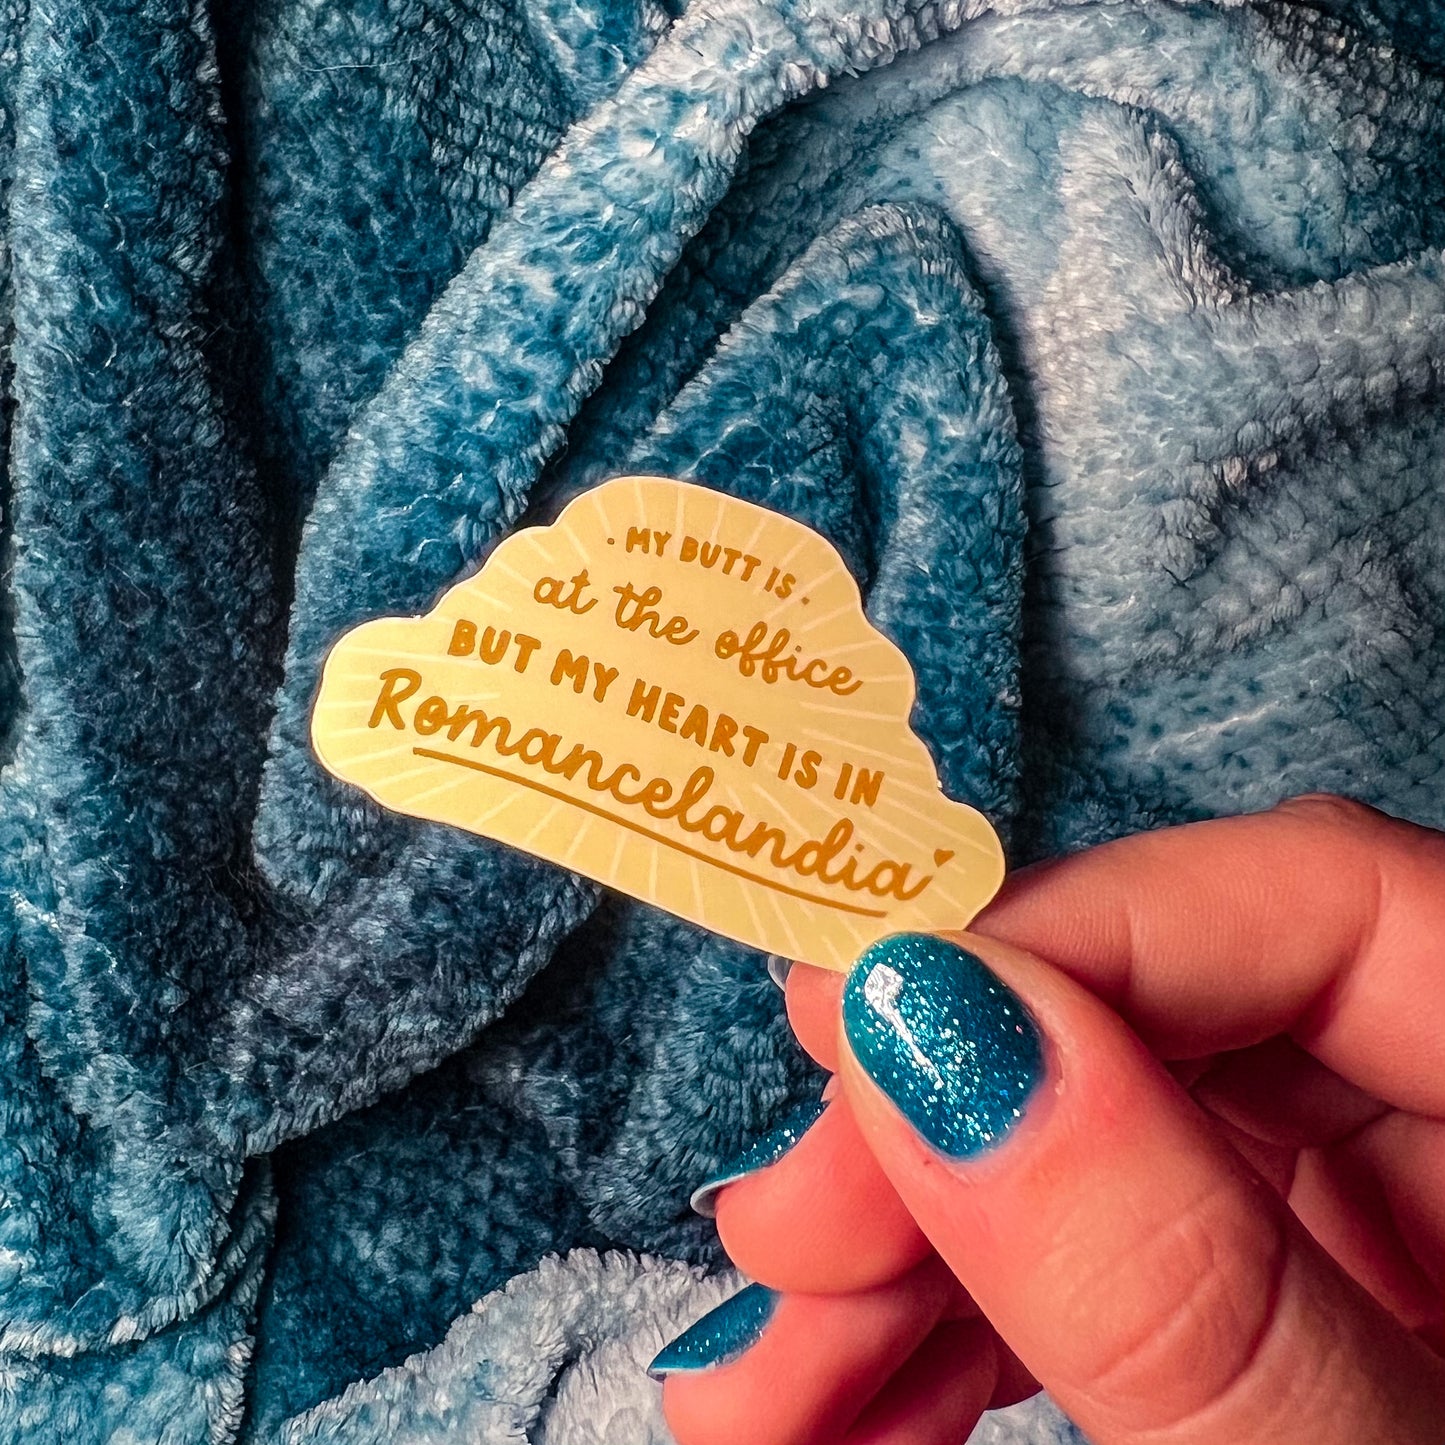 · MY BUTT IS ·
at the office
BUT MY HEART IS IN
Romancelandia